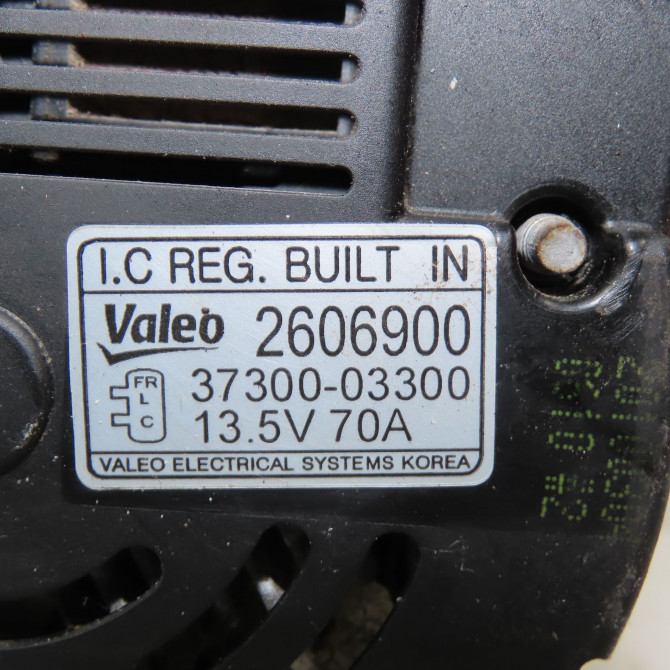 I.C REG. BUILT IN
Valeo 2606900
FR
L
C
37300-03300
13.5V 70A
VALEO ELECTRICAL SYSTEMS KOREA